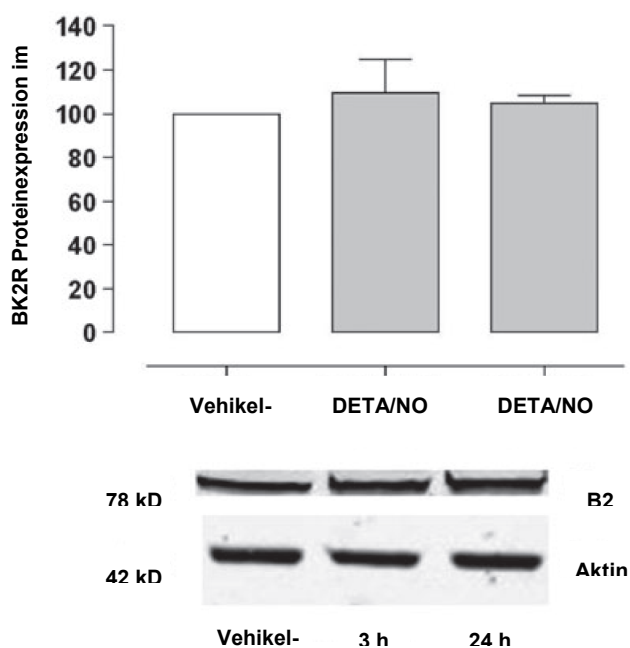 BK2R Proteinexpression im
140
120
100
80
60
40
20
0
Vehikel- DETA/NO DETA/NO
78 kD B2
42 kD Aktin
Vehikel- 3 h 24 h